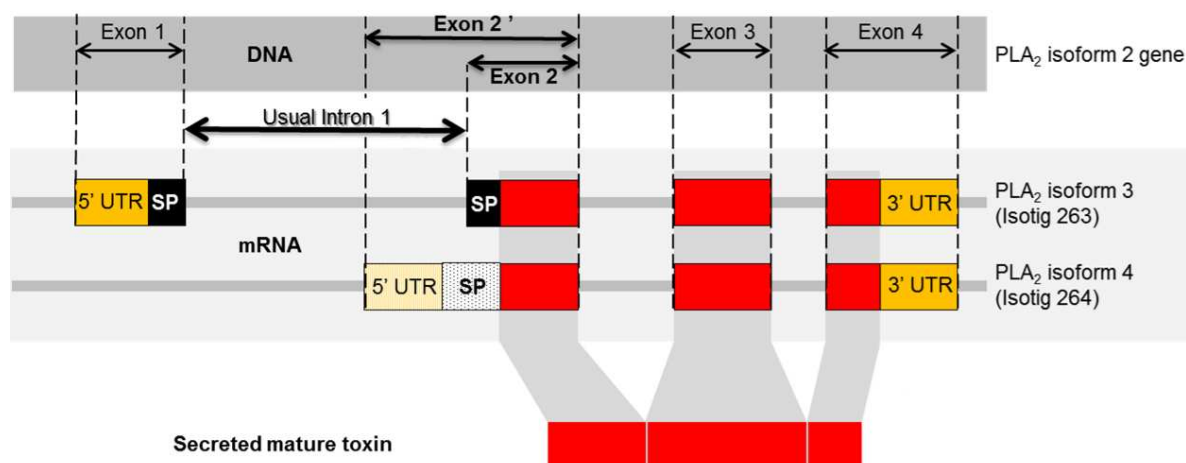 Exon 1
Exon 2 '
Exon 3
Exon 4
DNA
Exon 2
PLA2 isoform 2 gene
Usual Intron 1
5' UTR SP
SP
3' UTR
PLA2 isoform 3
(Isotig 263)
mRNA
5' UTR
SP
3' UTR
PLA2 isoform 4
(Isotig 264)
Secreted mature toxin